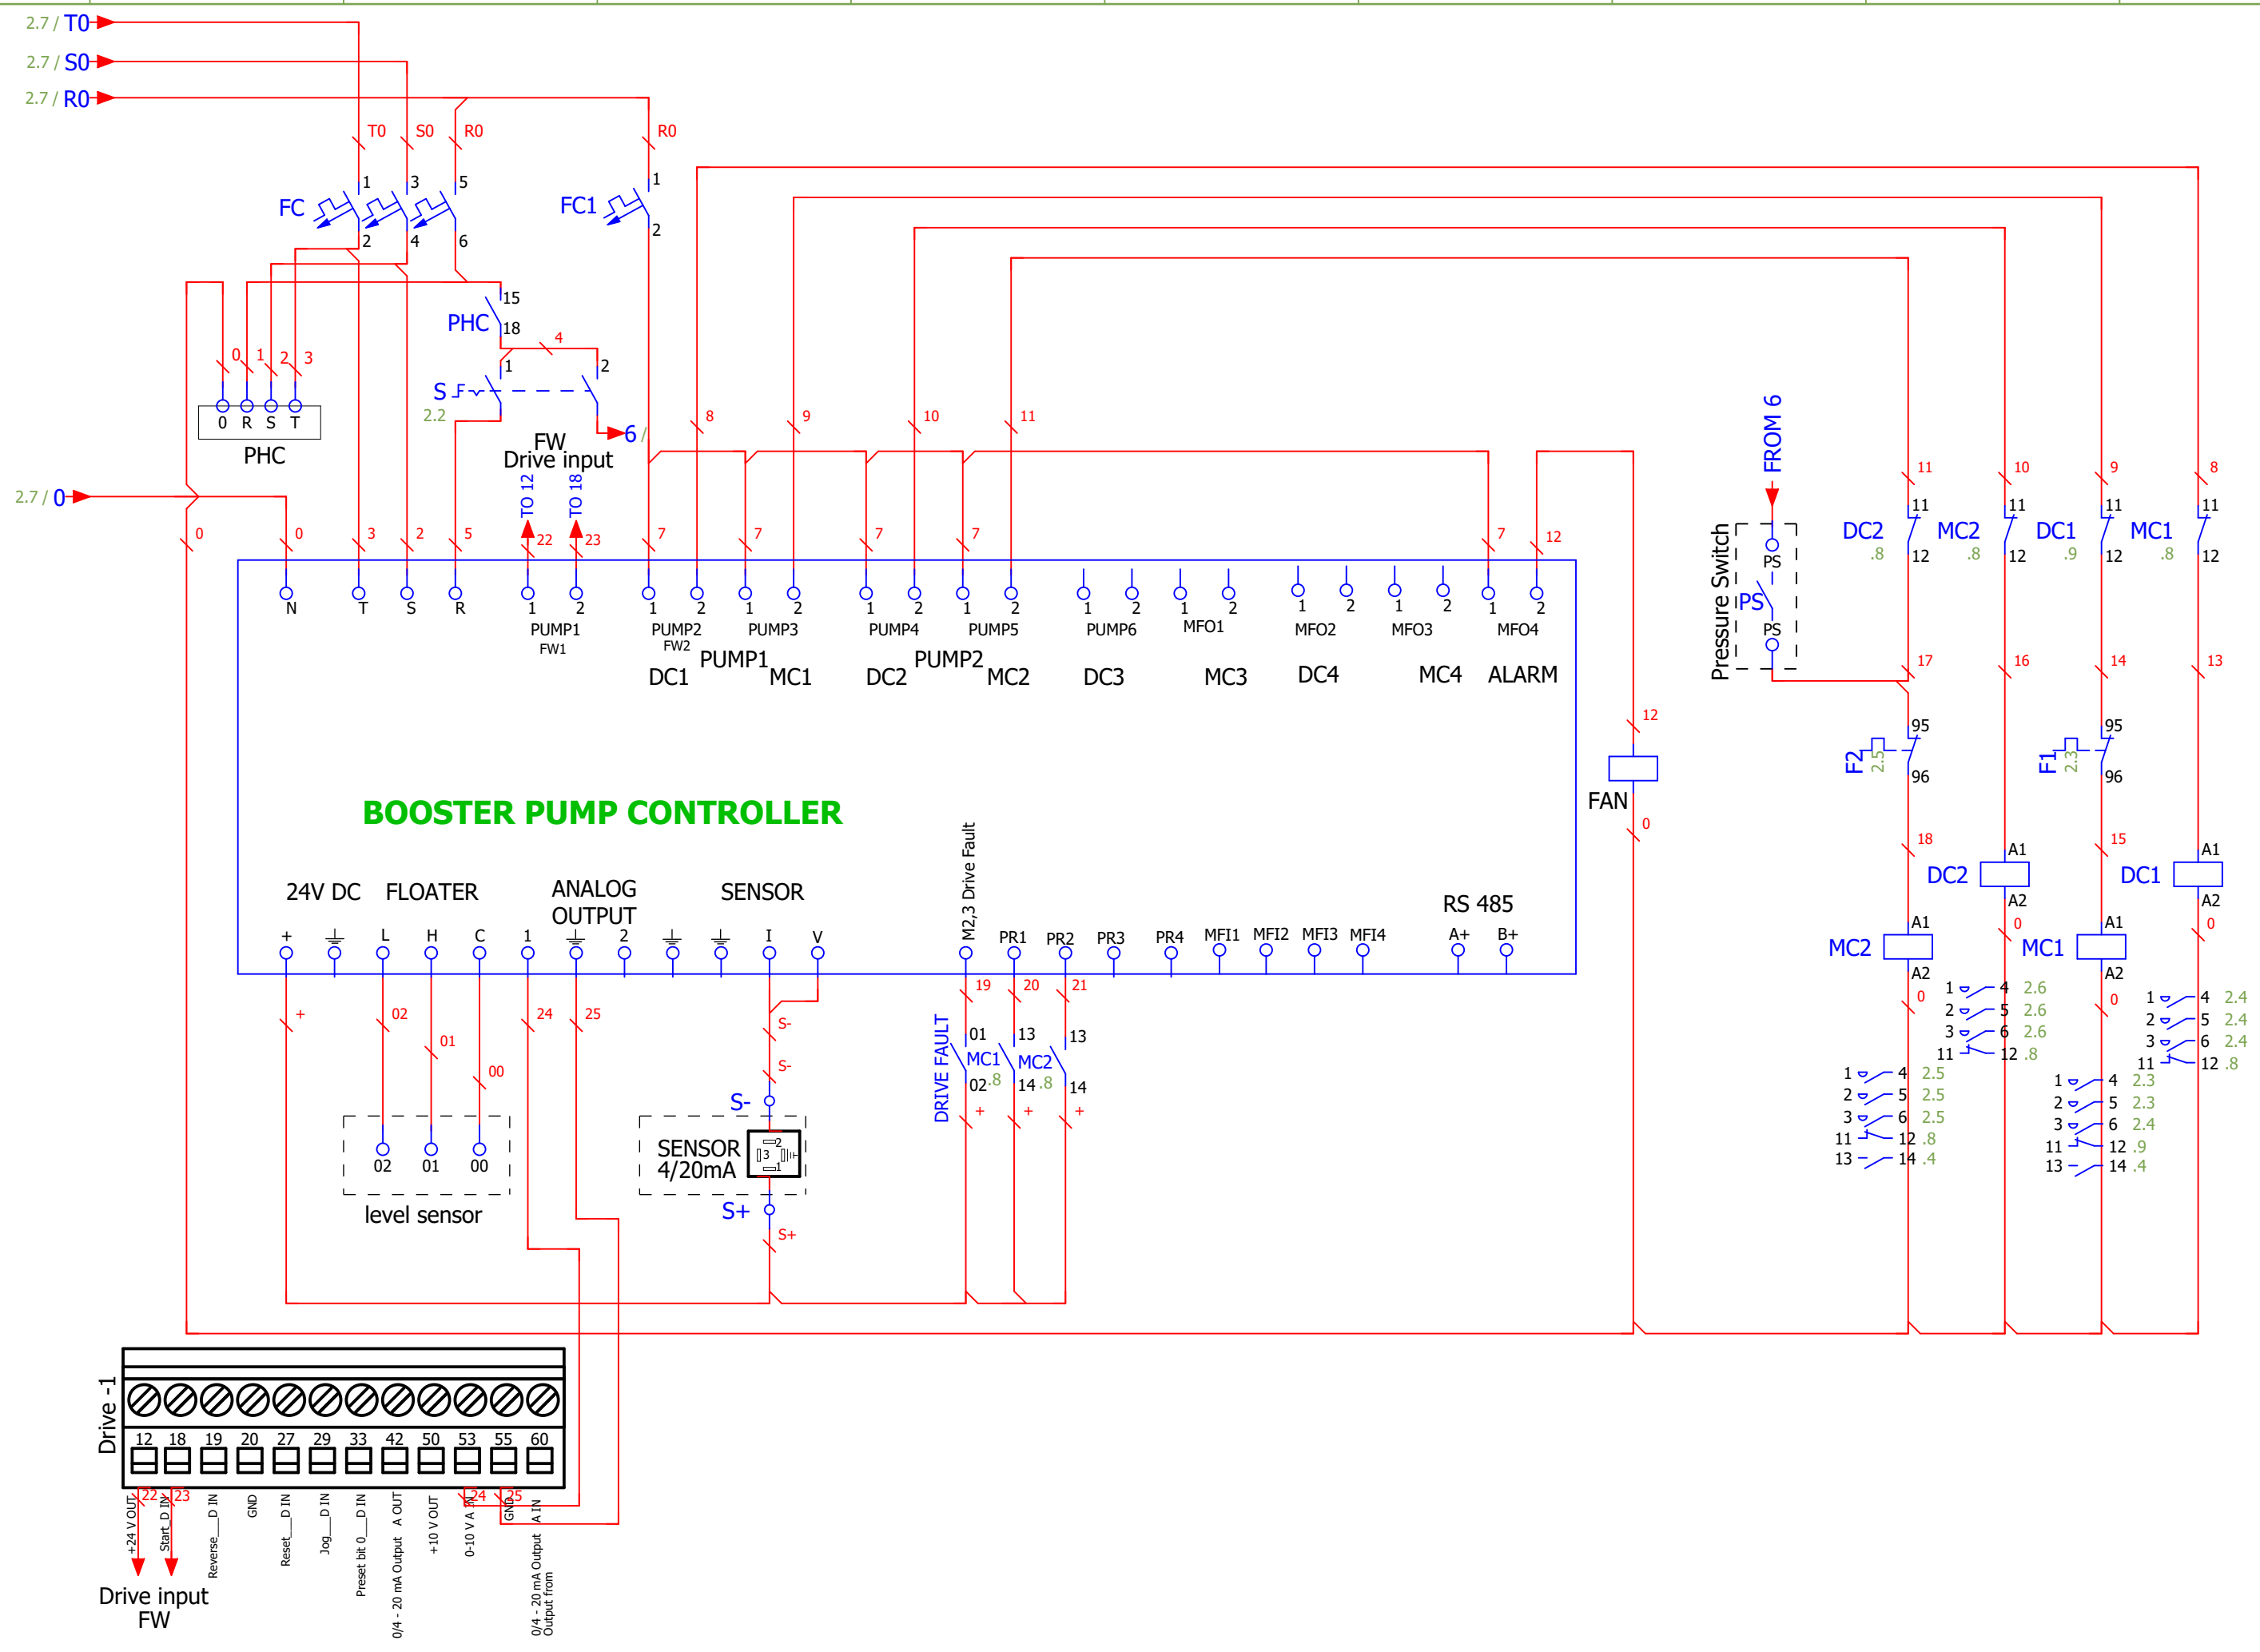 2.7 / T0
2.7 / S0
2.7 / R0
T0 S0 R0 R0
1 3 5 1
FC FC1
2 4 6 2
15
PHC
18
4
0 1 2 3
1 2
S
2.2
0 R S T
PHC
6 /
8 9 10 11
FW
Drive input
TO 12
TO 18
FROM 6
2.7 / 0
11 10 9 8
0 0 3 2 5 22 23 7 7 7 7 7 12
11 11 11 11
DC2 MC2 DC1 MC1
.8 .8 .9 .8
12 12 12 12
Pressure Switch
PS
PS
PS
N T S R 1 2 1 2 1 2 1 2 1 2 1 2 1 2 1 2 1 2 1 2
PUMP1 PUMP2 PUMP3 PUMP4 PUMP5 PUMP6 MFO1 MFO2 MFO3 MFO4
FW1 FW2
PUMP1 PUMP2
DC1 MC1 DC2 MC2 DC3 MC3 DC4 MC4 ALARM
17 16 14 13
12
95 95
F2 2.5 F1 2.3
96 96
FAN
0
BOOSTER PUMP CONTROLLER
18 15
A1 A1
DC2 DC1
A2 A2
0 0
24V DC FLOATER ANALOG OUTPUT SENSOR
M2,3 Drive Fault
RS 485
+ L H C 1 2 I V PR1 PR2 PR3 PR4 MFI1 MFI2 MFI3 MFI4 A+ B+
A1 A1
MC2 MC1
A2 A2
0 0
19 20 21
+ 02 01 00 24 25 S-
S-
DRIVE FAULT
01 13 13
MC1 MC2
02 .8 14 .8 14
+ + +
1 4 2.6
2 5 2.6
3 6 2.6
11 12 .8
1 4 2.4
2 5 2.4
3 6 2.4
11 12 .8
1 4 2.5
2 5 2.5
3 6 2.5
11 12 .8
13 14 .4
1 4 2.3
2 5 2.3
3 6 2.4
11 12 .9
13 14 .4
S-
SENSOR
4/20mA
2
3
1
S+
S+
02 01 00
level sensor
Drive -1
12 18 19 20 27 29 33 42 50 53 55 60
22 23 24 25
+24 V OUT
Start_D IN
Reverse___D IN
GND
Reset___D IN
Jog___D IN
Preset bit 0___D IN
0/4 - 20 mA Output A OUT
+10 V OUT
0-10 V A IN
GND
0/4 - 20 mA Output A IN
Output from
Drive input
FW